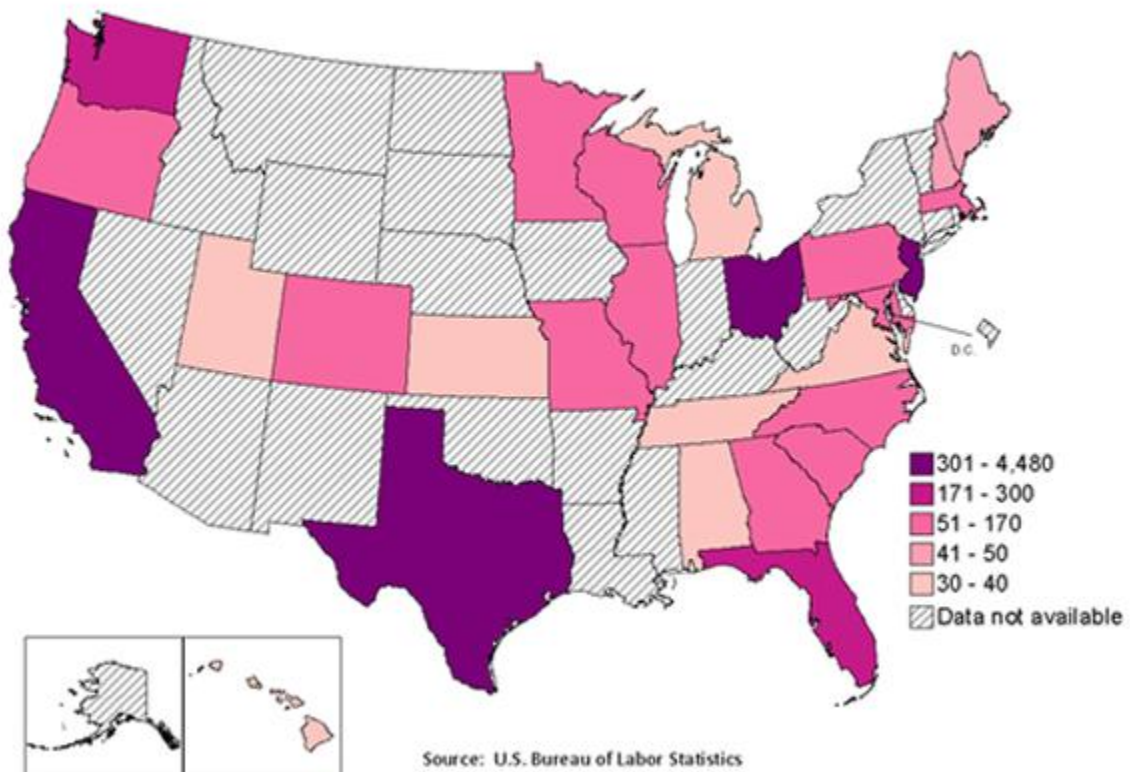 D.C.
301 - 4,480
171 - 300
51 - 170
41 - 50
30 - 40
Data not available
Source: U.S. Bureau of Labor Statistics